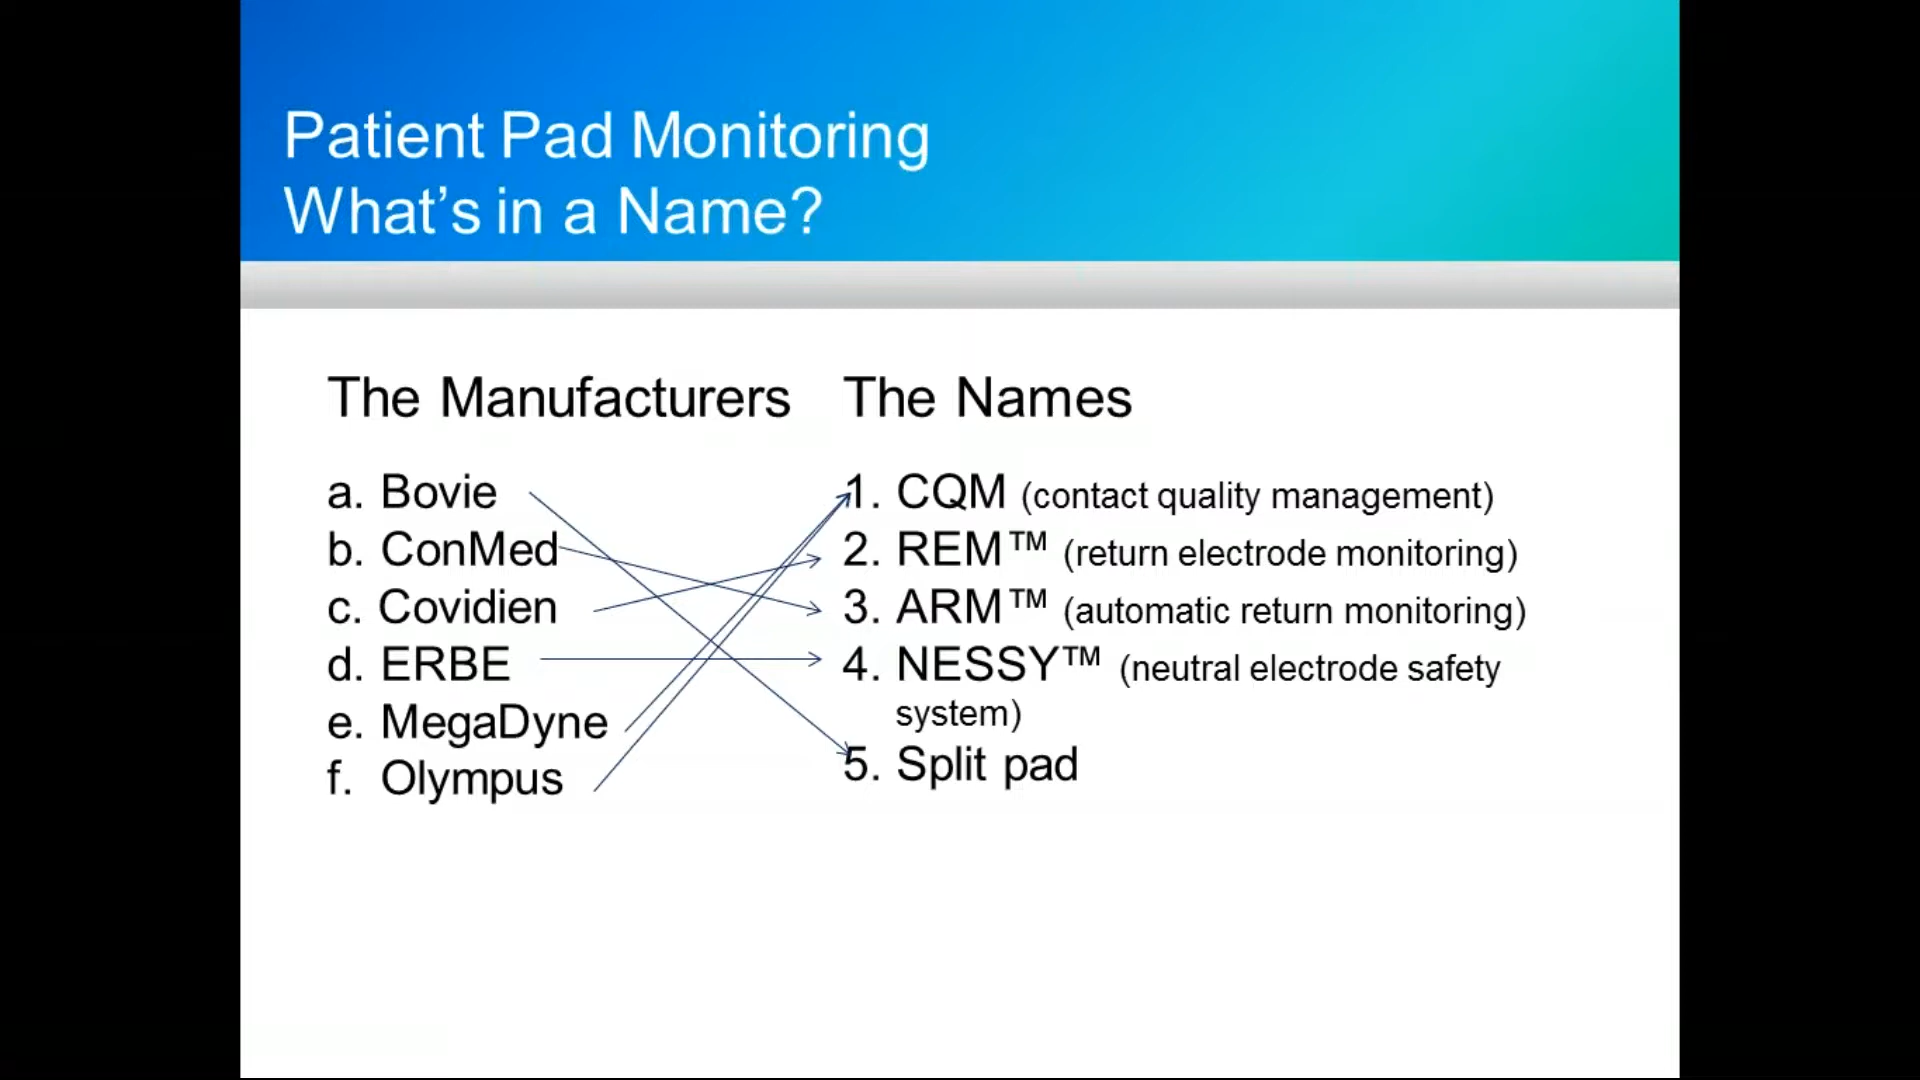 Patient Pad Monitoring
What’s in a Name?
The Manufacturers
a. Bovie
b. ConMed
c. Covidien
d. ERBE
e. MegaDyne
f. Olympus
The Names
1. CQM (contact quality management)
2. REM™ (return electrode monitoring)
3. ARM™ (automatic return monitoring)
4. NESSY™ (neutral electrode safety
system)
5. Split pad